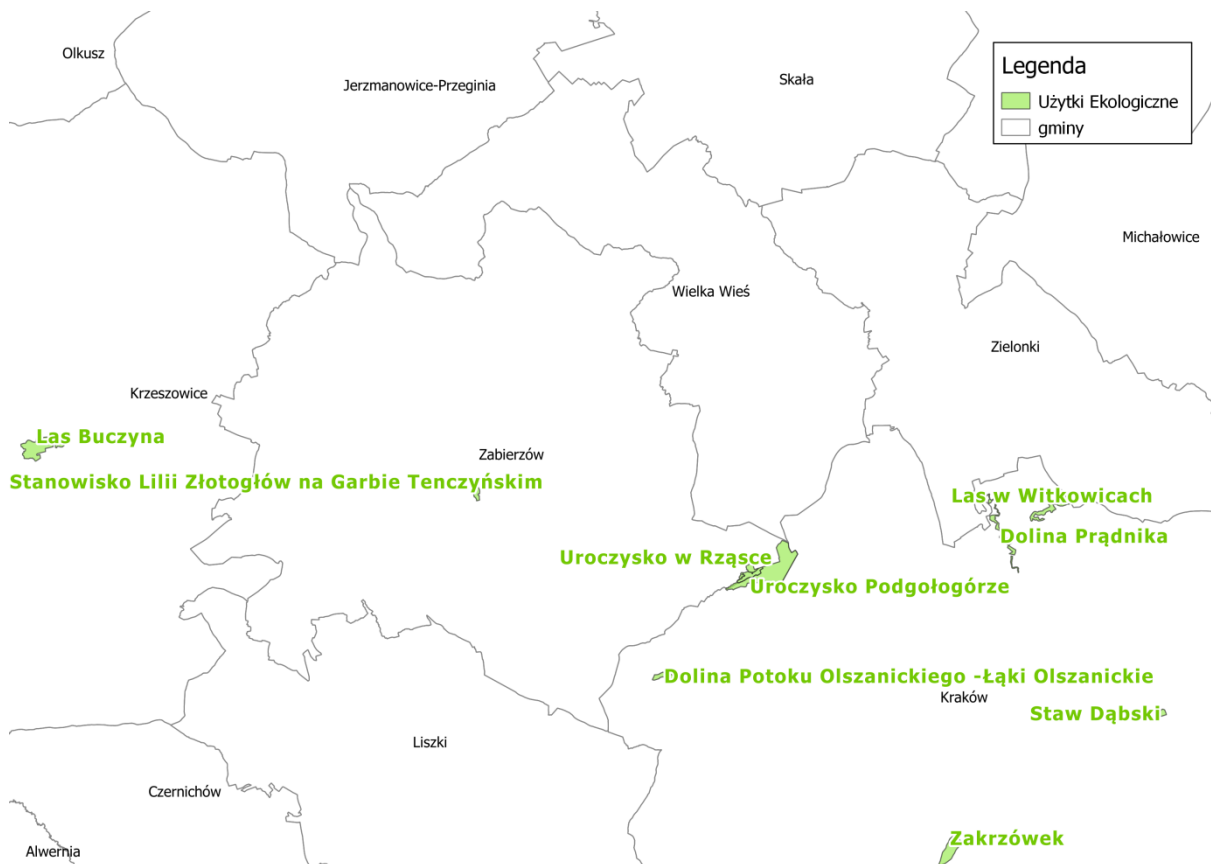 Olkusz
Jerzmanowice-Przeginia
Skała
Legenda
Użytki Ekologiczne
gminy
Michałowice
Wielka Wieś
Zielonki
Krzeszowice
Las Buczyna
Zabierzów
Stanowisko Lilii Złotogłów na Garbie Tenczyńskim
Las w Witkowicach
Dolina Prądnika
Uroczysko w Rząsce
Uroczysko Podgołogórze
Dolina Potoku Olszanickiego -Łąki Olszanickie
Kraków
Staw Dąbski
Liszki
Czernichów
Zakrzówek
Alwernia